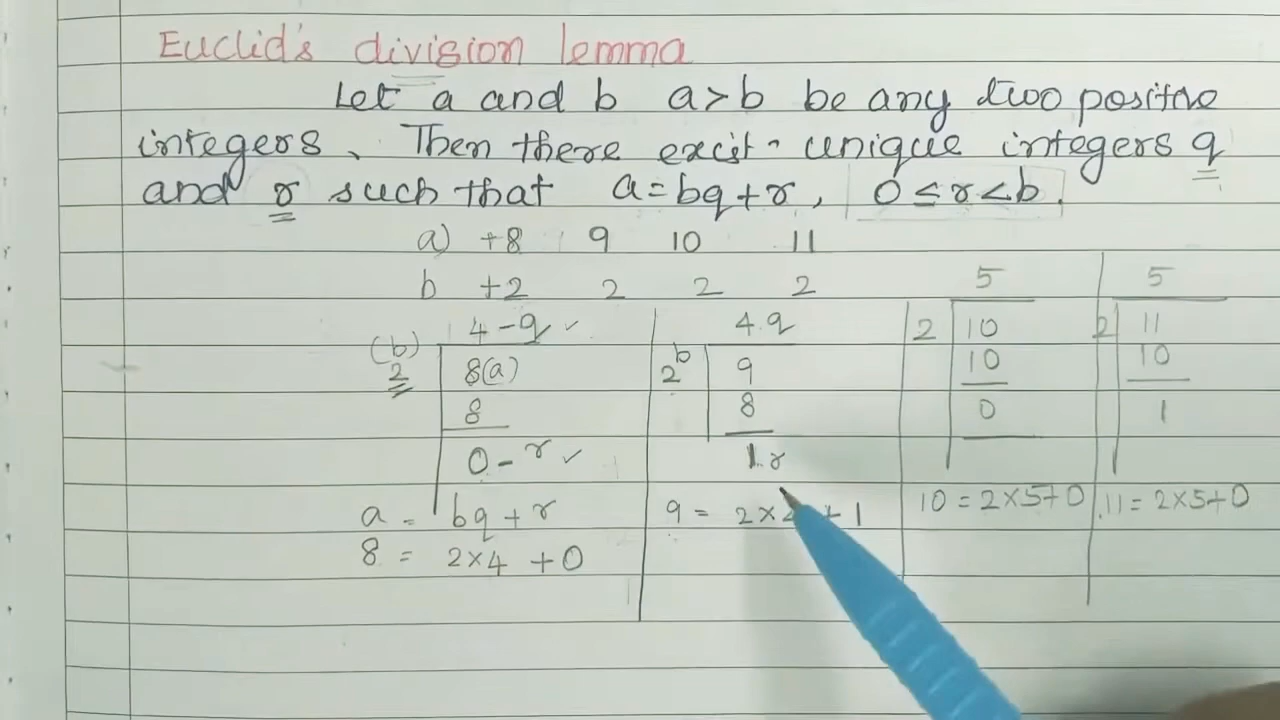 Euclid's division lemma
Let a and b a>b be any two positive
integers. Then there excist unique integers q
and r such that a=bq+r, 0≤r<b.
a) +8 9 10 11
b +2 2 2 2
4-q ✓
(b) 2 8(a)
8
0-r ✓
a = bq+r
8 = 2×4 +0
4.q
2 b 9
8
1.r
9 = 2× +1
5
2 10
10
0
10=2×5+0
5
2 11
10
1
11=2×5+0